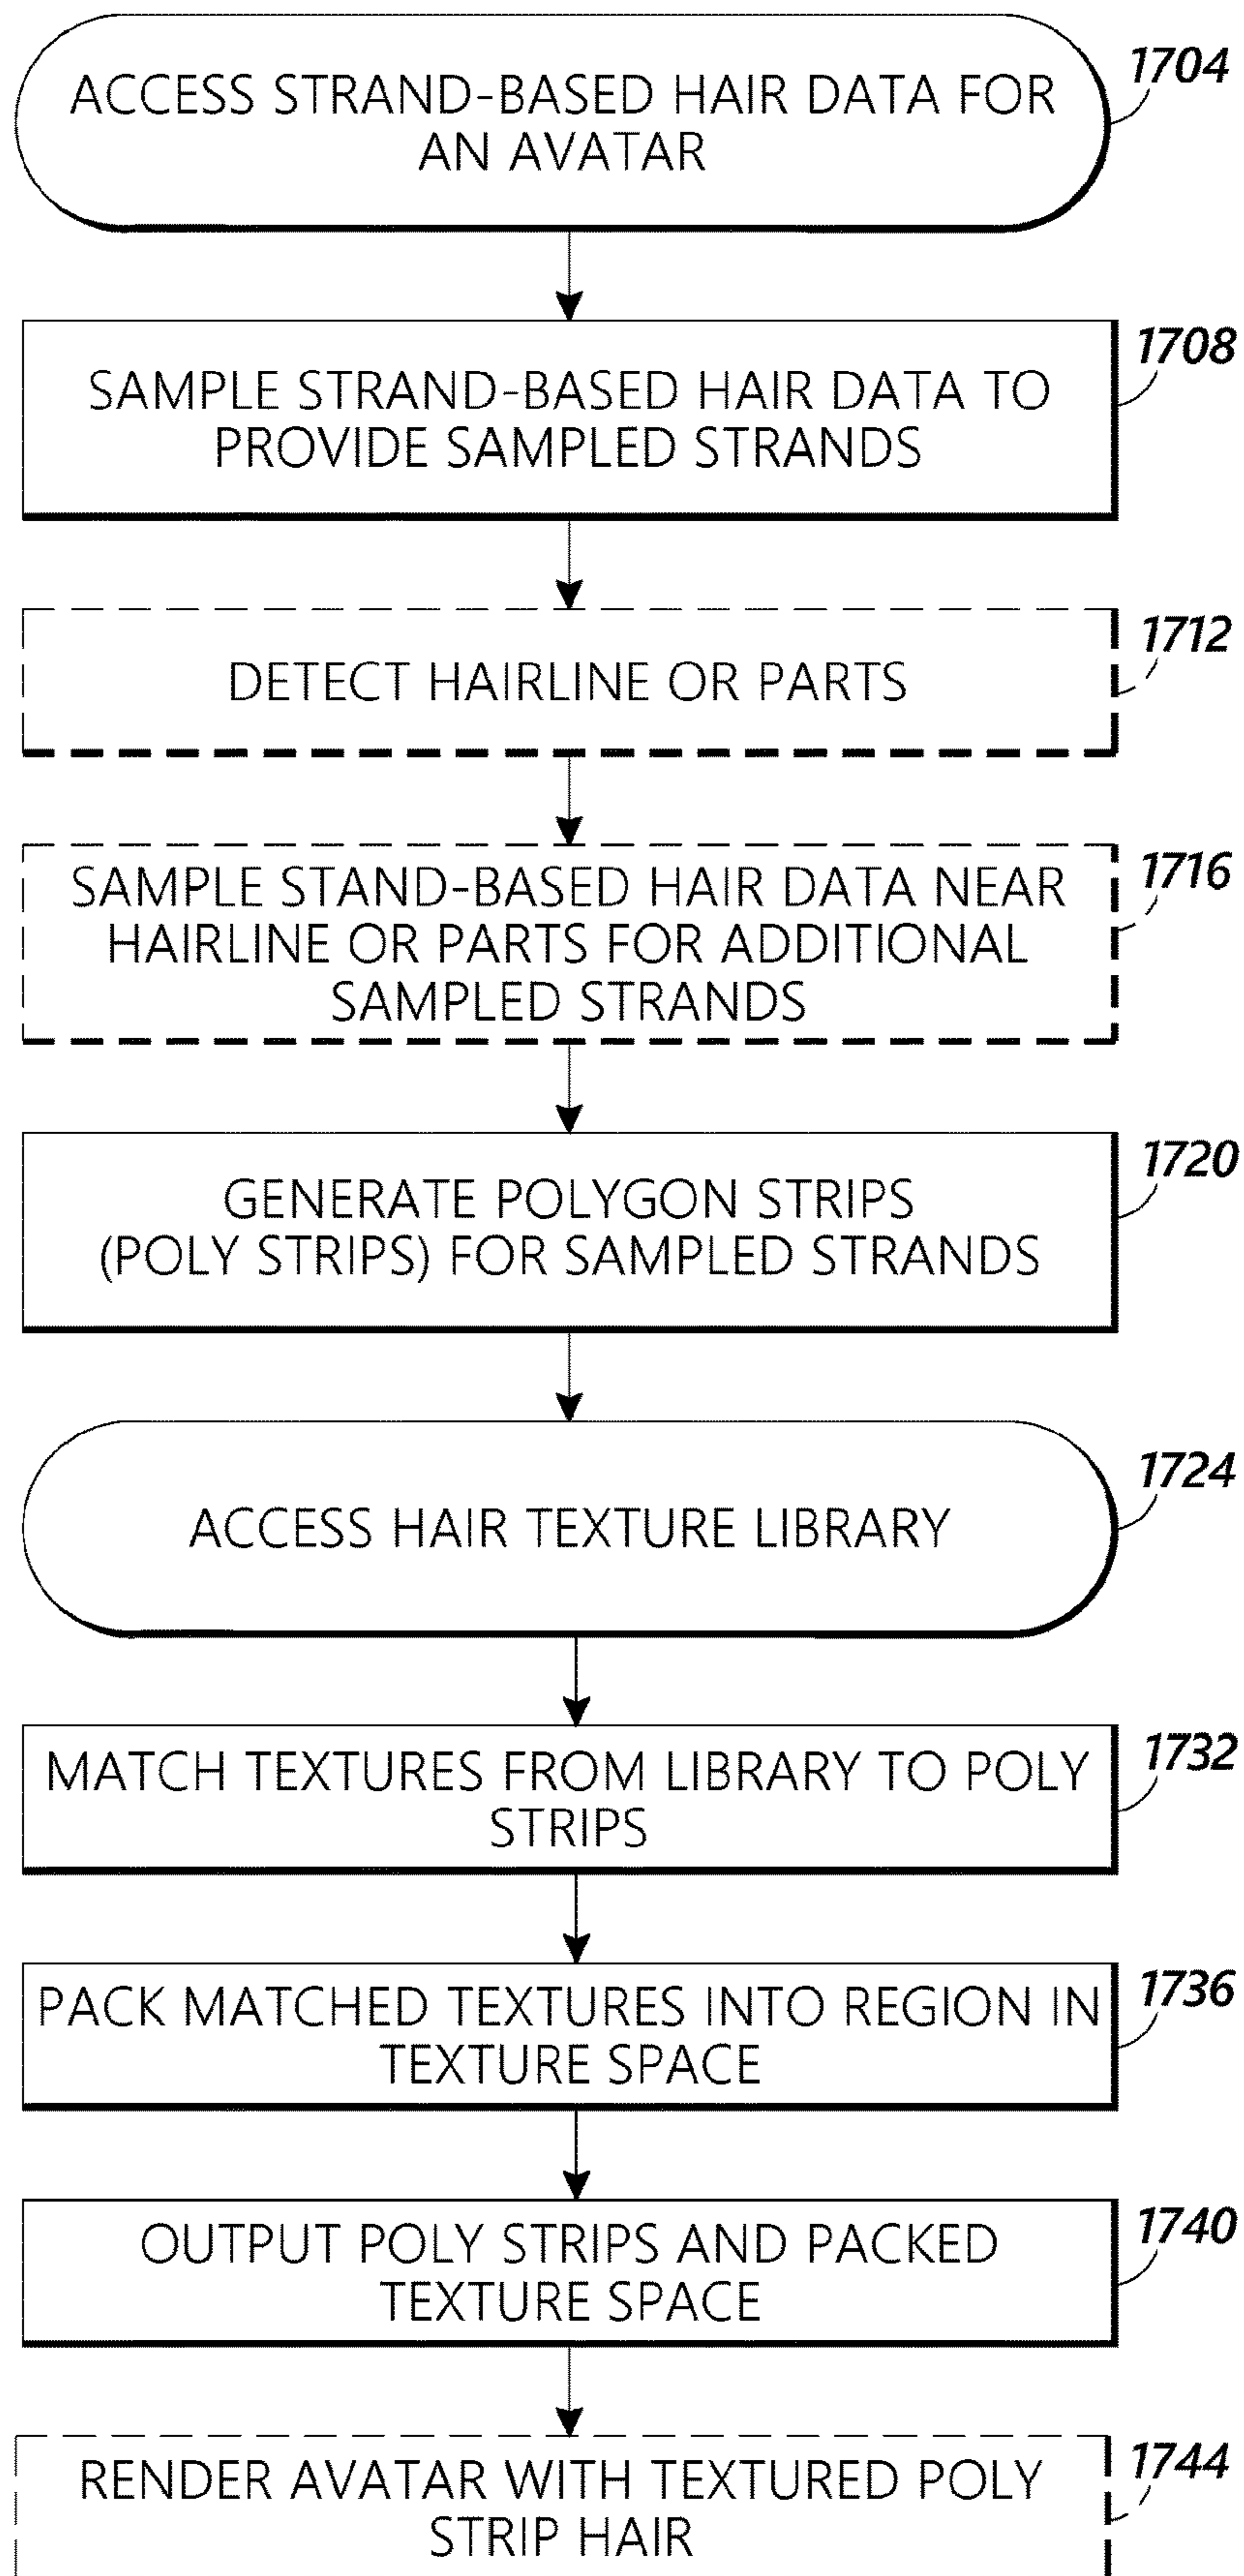 ACCESS STRAND-BASED HAIR DATA FOR
AN AVATAR
1704
SAMPLE STRAND-BASED HAIR DATA TO
PROVIDE SAMPLED STRANDS
1708
DETECT HAIRLINE OR PARTS
1712
SAMPLE STAND-BASED HAIR DATA NEAR
HAIRLINE OR PARTS FOR ADDITIONAL
SAMPLED STRANDS
1716
GENERATE POLYGON STRIPS
(POLY STRIPS) FOR SAMPLED STRANDS
1720
ACCESS HAIR TEXTURE LIBRARY
1724
MATCH TEXTURES FROM LIBRARY TO POLY
STRIPS
1732
PACK MATCHED TEXTURES INTO REGION IN
TEXTURE SPACE
1736
OUTPUT POLY STRIPS AND PACKED
TEXTURE SPACE
1740
RENDER AVATAR WITH TEXTURED POLY
STRIP HAIR
1744